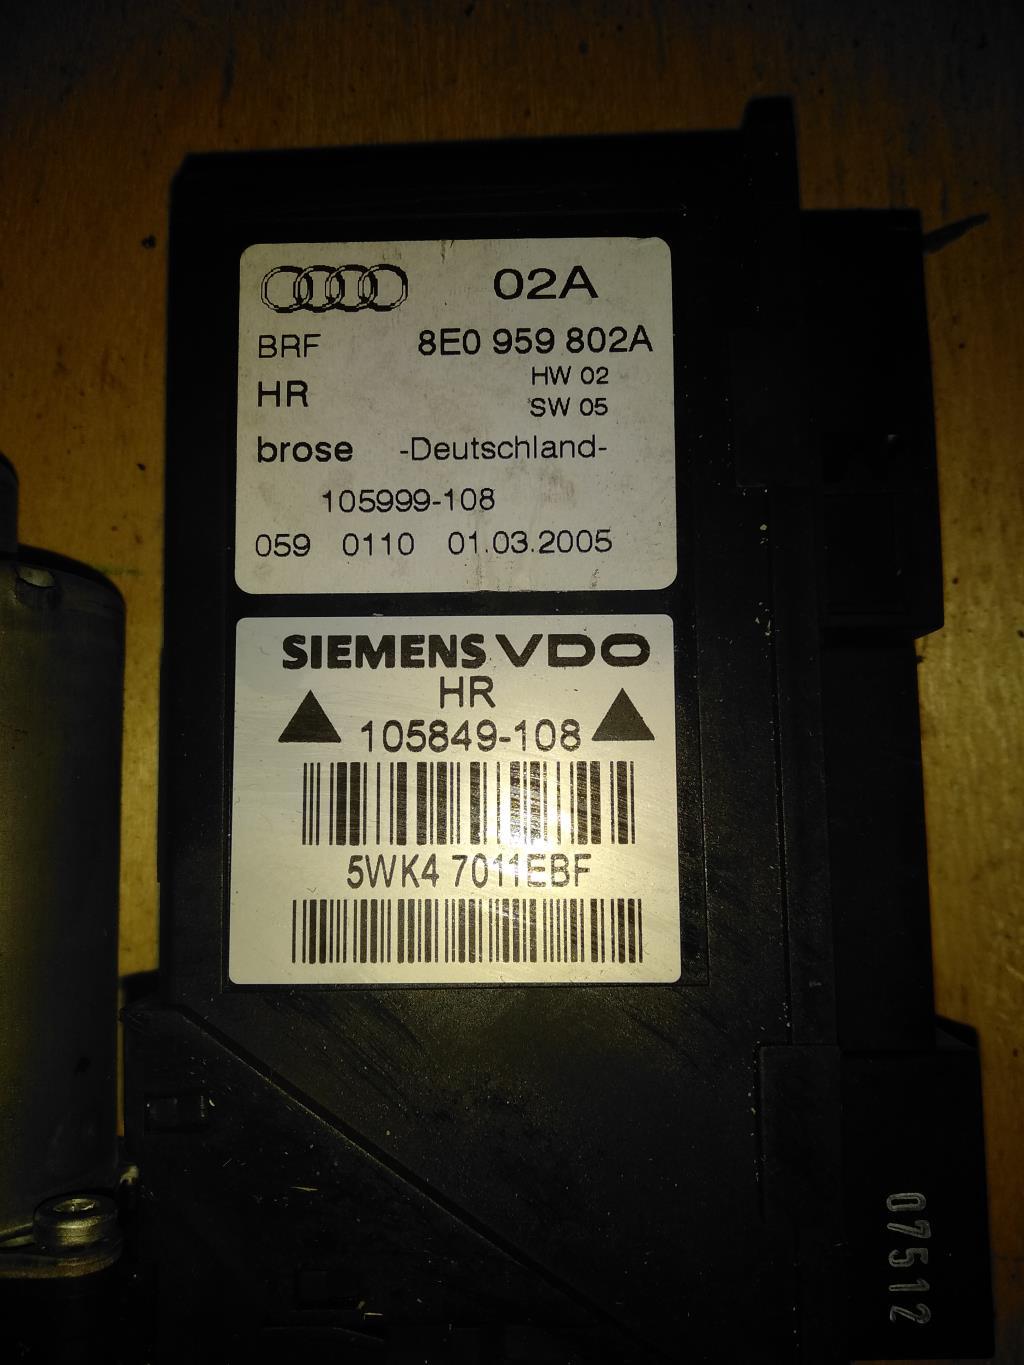 02A
BRF 8E0 959 802A
HW 02
HR
SW 05
brose -Deutschland-
105999-108
059 0110 01.03.2005
SIEMENS VDO
HR
105849-108
5WK4 7011EBF
07512